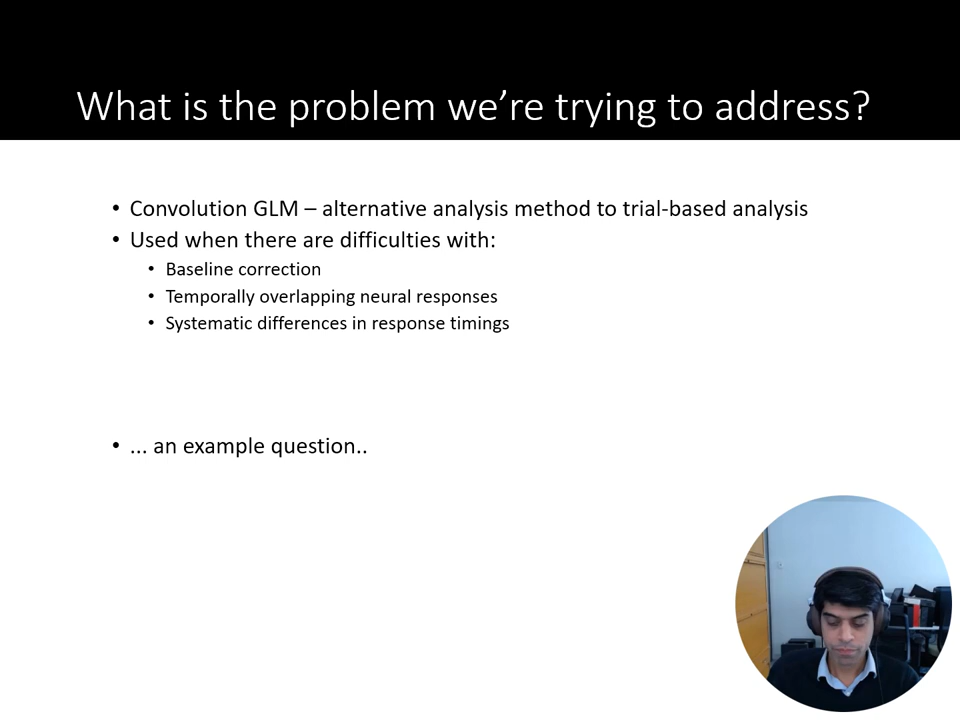 What is the problem we’re trying to address?
• Convolution GLM – alternative analysis method to trial-based analysis
• Used when there are difficulties with:
• Baseline correction
• Temporally overlapping neural responses
• Systematic differences in response timings
• ... an example question..